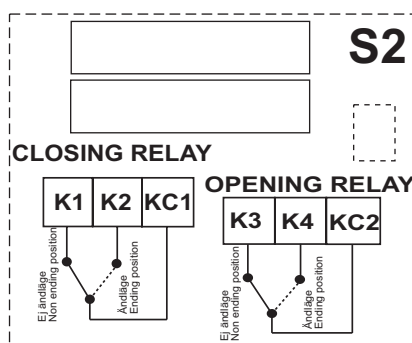 S2
CLOSING RELAY
K1 K2 KC1
Ej ändläge
Non ending position
Ändläge
Ending position
OPENING RELAY
K3 K4 KC2
Ej ändläge
Non ending position
Ändläge
Ending position